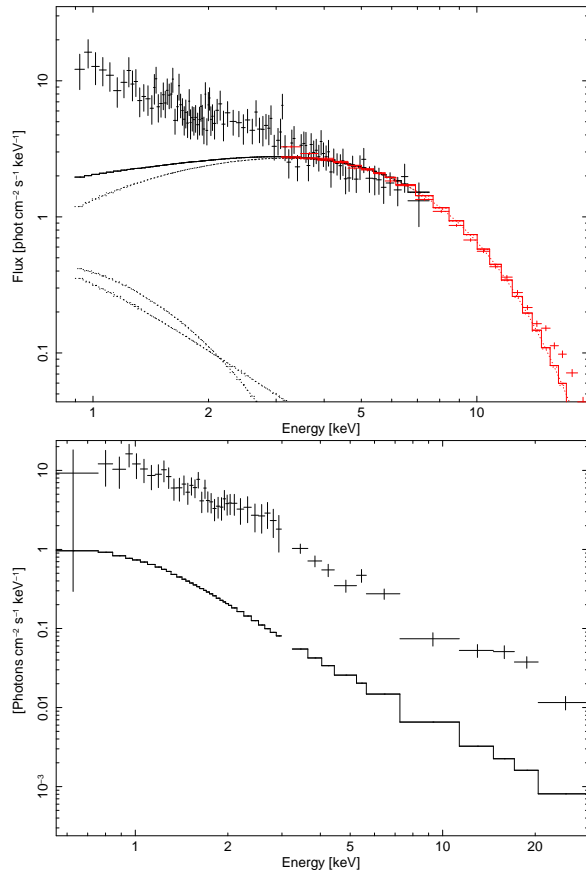 10
1
0.1
Flux [phot cm⁻² s⁻¹ keV⁻¹]
1 2 5 10
Energy [keV]
10
1
0.1
0.01
10⁻³
[Photons cm⁻² s⁻¹ keV⁻¹]
1 2 5 10 20
Energy [keV]